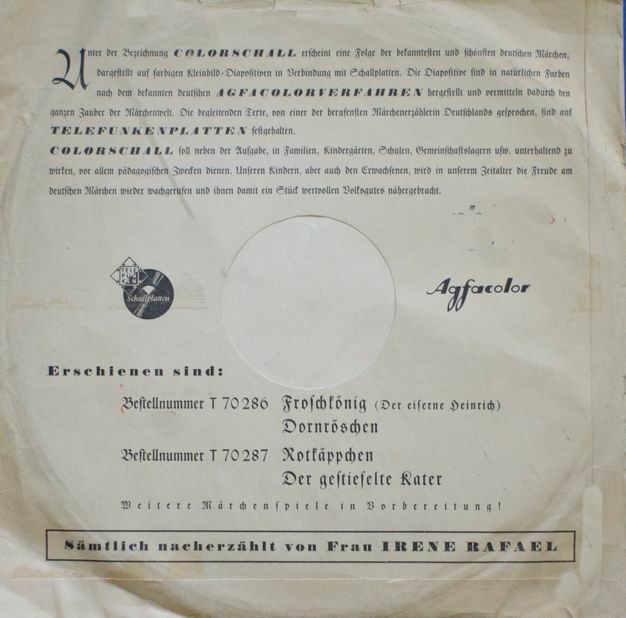 Unter der Bezeichnung COLORSCHALL erscheint eine Folge der bekanntesten und schönsten deutschen Märchen,
dargestellt auf farbigen Kleinbild-Diapositiven in Verbindung mit Schallplatten. Die Diapositive sind in natürlichen Farben
nach dem bekannten deutschen AGFACOLORVERFAHREN hergestellt und vermitteln dadurch den
ganzen Zauber der Märchenwelt. Die begleitenden Texte, von einer der berufensten Märchenerzählerin Deutschlands gesprochen, sind auf
TELEFUNKENPLATTEN festgehalten.
COLORSCHALL soll neben der Aufgabe, in Familien, Kindergärten, Schulen, Gemeinschaftslagern usw. unterhaltend zu
wirken, vor allem pädagogischen Zwecken dienen. Unseren Kindern, aber auch den Erwachsenen, wird in unserem Zeitalter die Freude am
deutschen Märchen wieder wachgerufen und ihnen damit ein Stück wertvollen Volksgutes nähergebracht.
TELE
FUN
KEN
Schallplatten
Agfacolor
Erschienen sind:
Bestellnummer T 70286 Froschkönig (Der eiserne Heinrich)
Dornröschen
Bestellnummer T 70287 Rotkäppchen
Der gestiefelte Kater
Weitere Märchenspiele in Vorbereitung!
Sämtlich nacherzählt von Frau IRENE RAFAEL